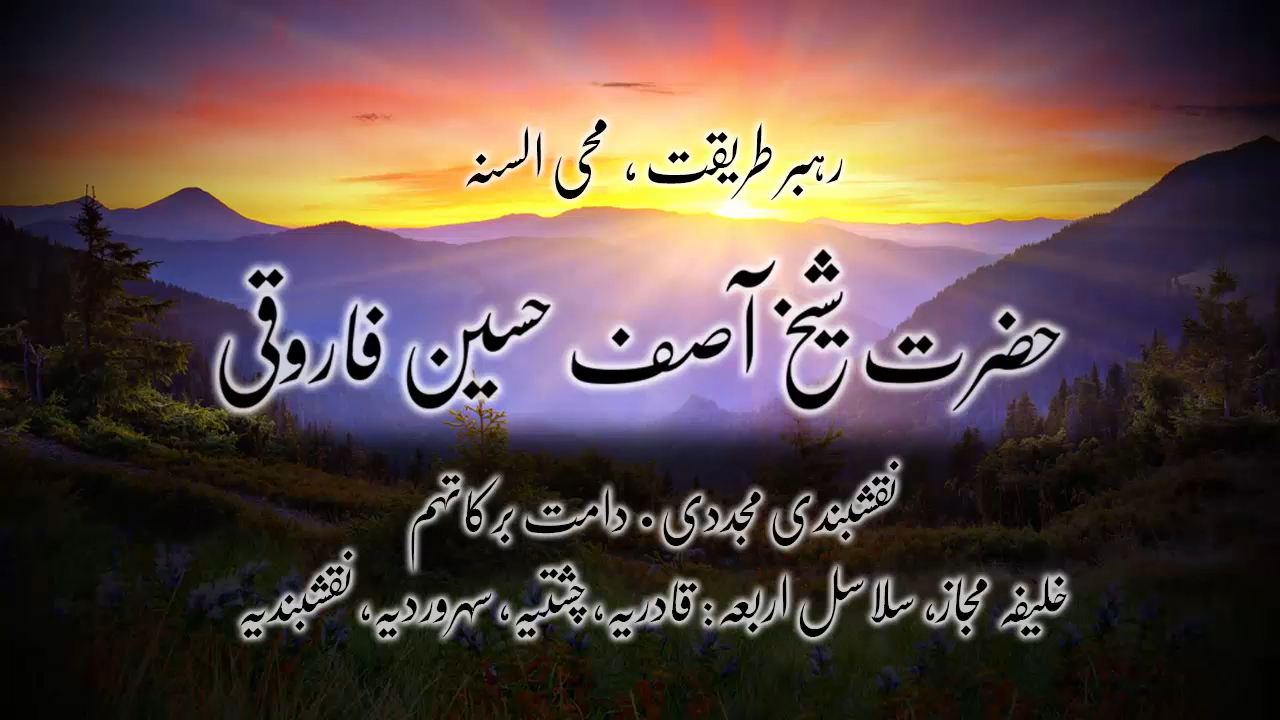 رہبر طریقت ، محی السنہ
حضرت شیخ آصف حسین فاروقی
نقشبندی مجددی . دامت برکاتہم
خلیفہ مجاز، سلاسل اربعہ : قادریہ، چشتیہ، سہروردیہ، نقشبندیہ